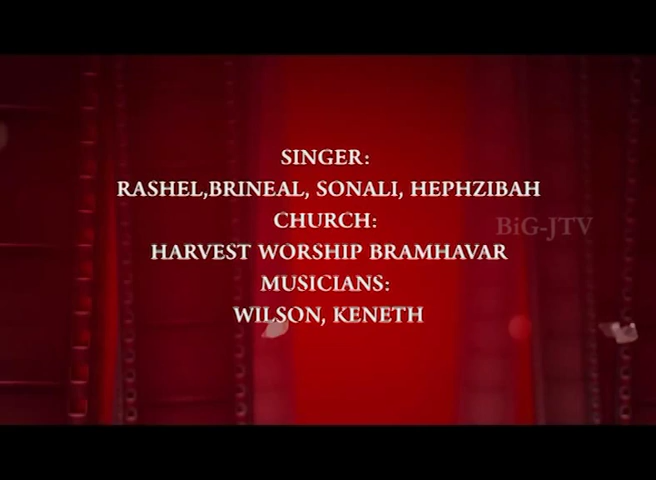 SINGER:
RASHEL,BRINEAL, SONALI, HEPHZIBAH
CHURCH:
BiG-JTV
HARVEST WORSHIP BRAMHAVAR
MUSICIANS:
WILSON, KENETH